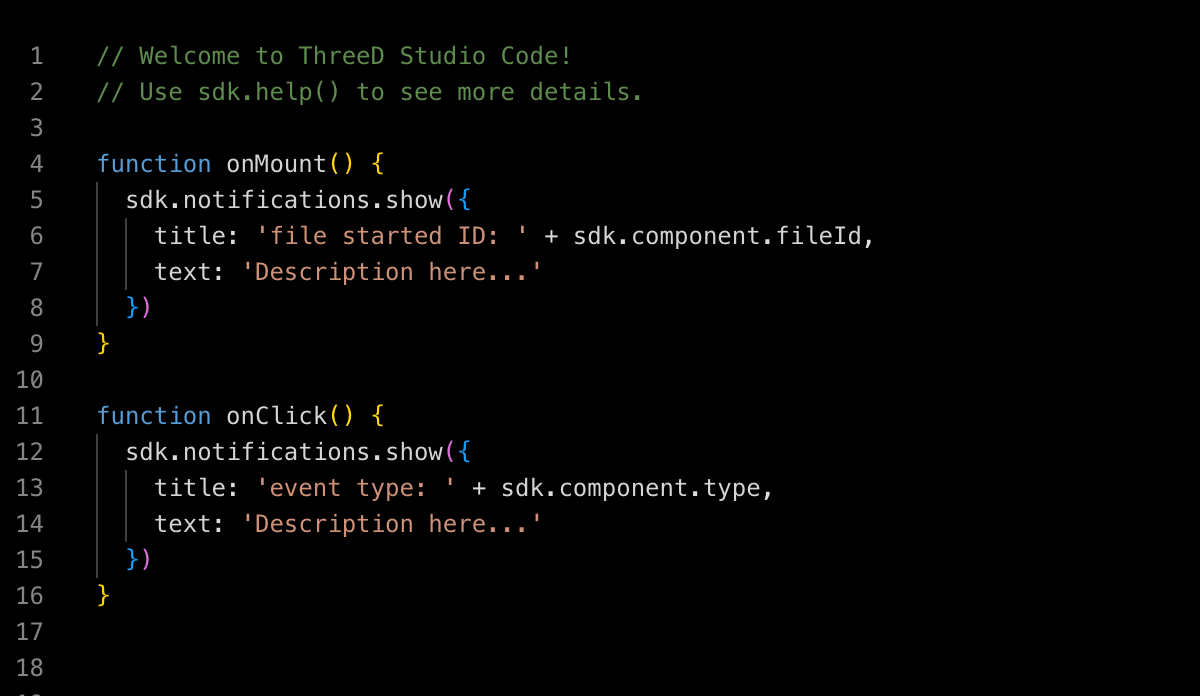 1 // Welcome to ThreeD Studio Code!
2 // Use sdk.help() to see more details.
3
4 function onMount() {
5   sdk.notifications.show({
6     title: 'file started ID: ' + sdk.component.fileId,
7     text: 'Description here...'
8   })
9 }
10
11 function onClick() {
12   sdk.notifications.show({
13     title: 'event type: ' + sdk.component.type,
14     text: 'Description here...'
15   })
16 }
17
18